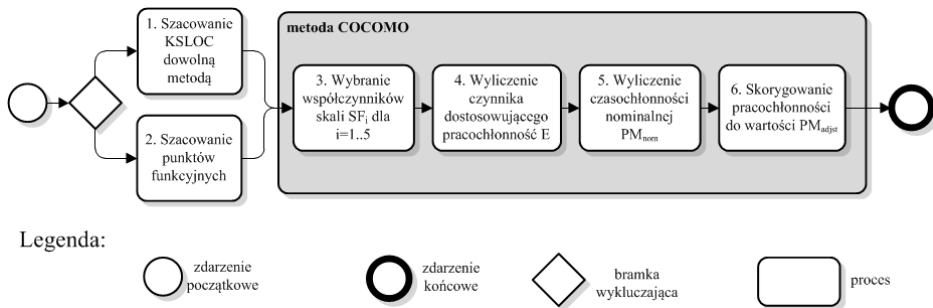 metoda COCOMO
1. Szacowanie
KSLOC
dowolną
metodą
2. Szacowanie
punktów
funkcyjnych
3. Wybranie
współczynników
skali SFi dla
i=1..5
4. Wyliczenie
czynnika
dostosowującego
pracochłonność E
5. Wyliczenie
czasochłonności
nominalnej PMnom
6. Skorygowanie
pracochłonności
do wartości PMadjst
Legenda:
zdarzenie
początkowe
zdarzenie
końcowe
bramka
wykluczająca
proces